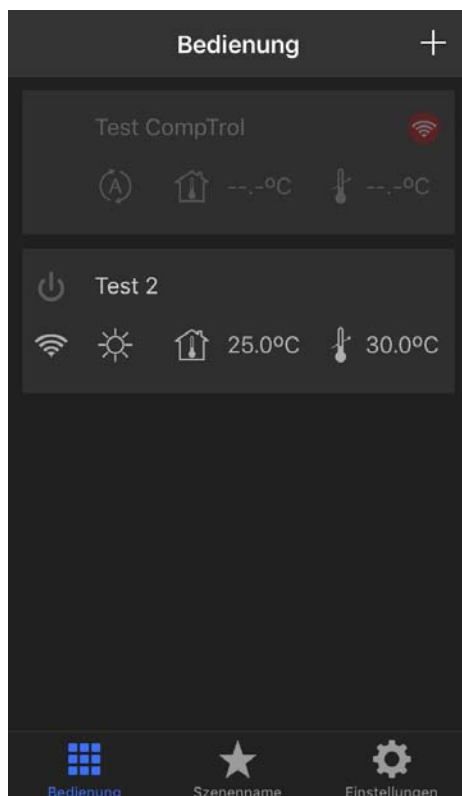 Bedienung
Test CompTrol
A --.-ºC --.-ºC
Test 2
25.0ºC 30.0ºC
Bedienung Szenenname Einstellungen